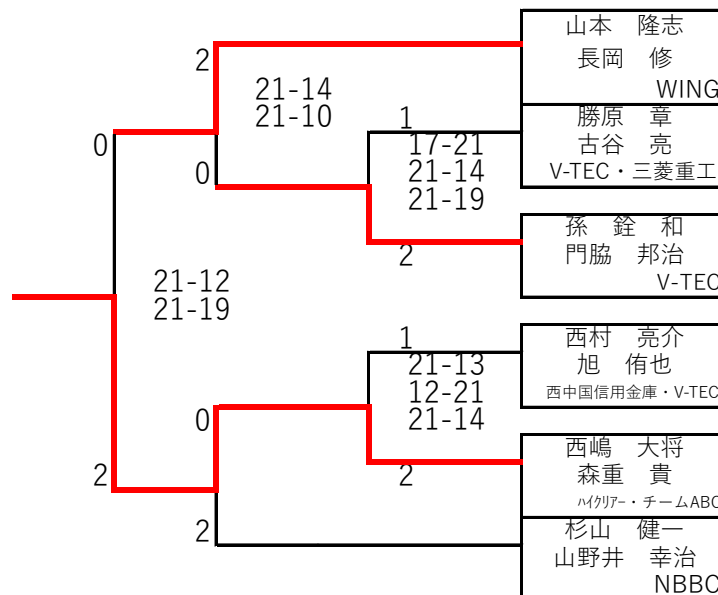 山本　隆志
長岡　修
WING
2
21-14
21-10
勝原　章
古谷　亮
V-TEC・三菱重工
1
0
17-21
21-14
21-19
0
孫　銓　和
門脇　邦治
V-TEC
2
21-12
21-19
西村　亮介
旭　侑也
西中国信用金庫・V-TEC
1
21-13
12-21
21-14
0
西嶋　大将
森重　貴
ﾊｲｸﾘｱｰ・チームABC
2
2
杉山　健一
山野井　幸治
NBBC
2